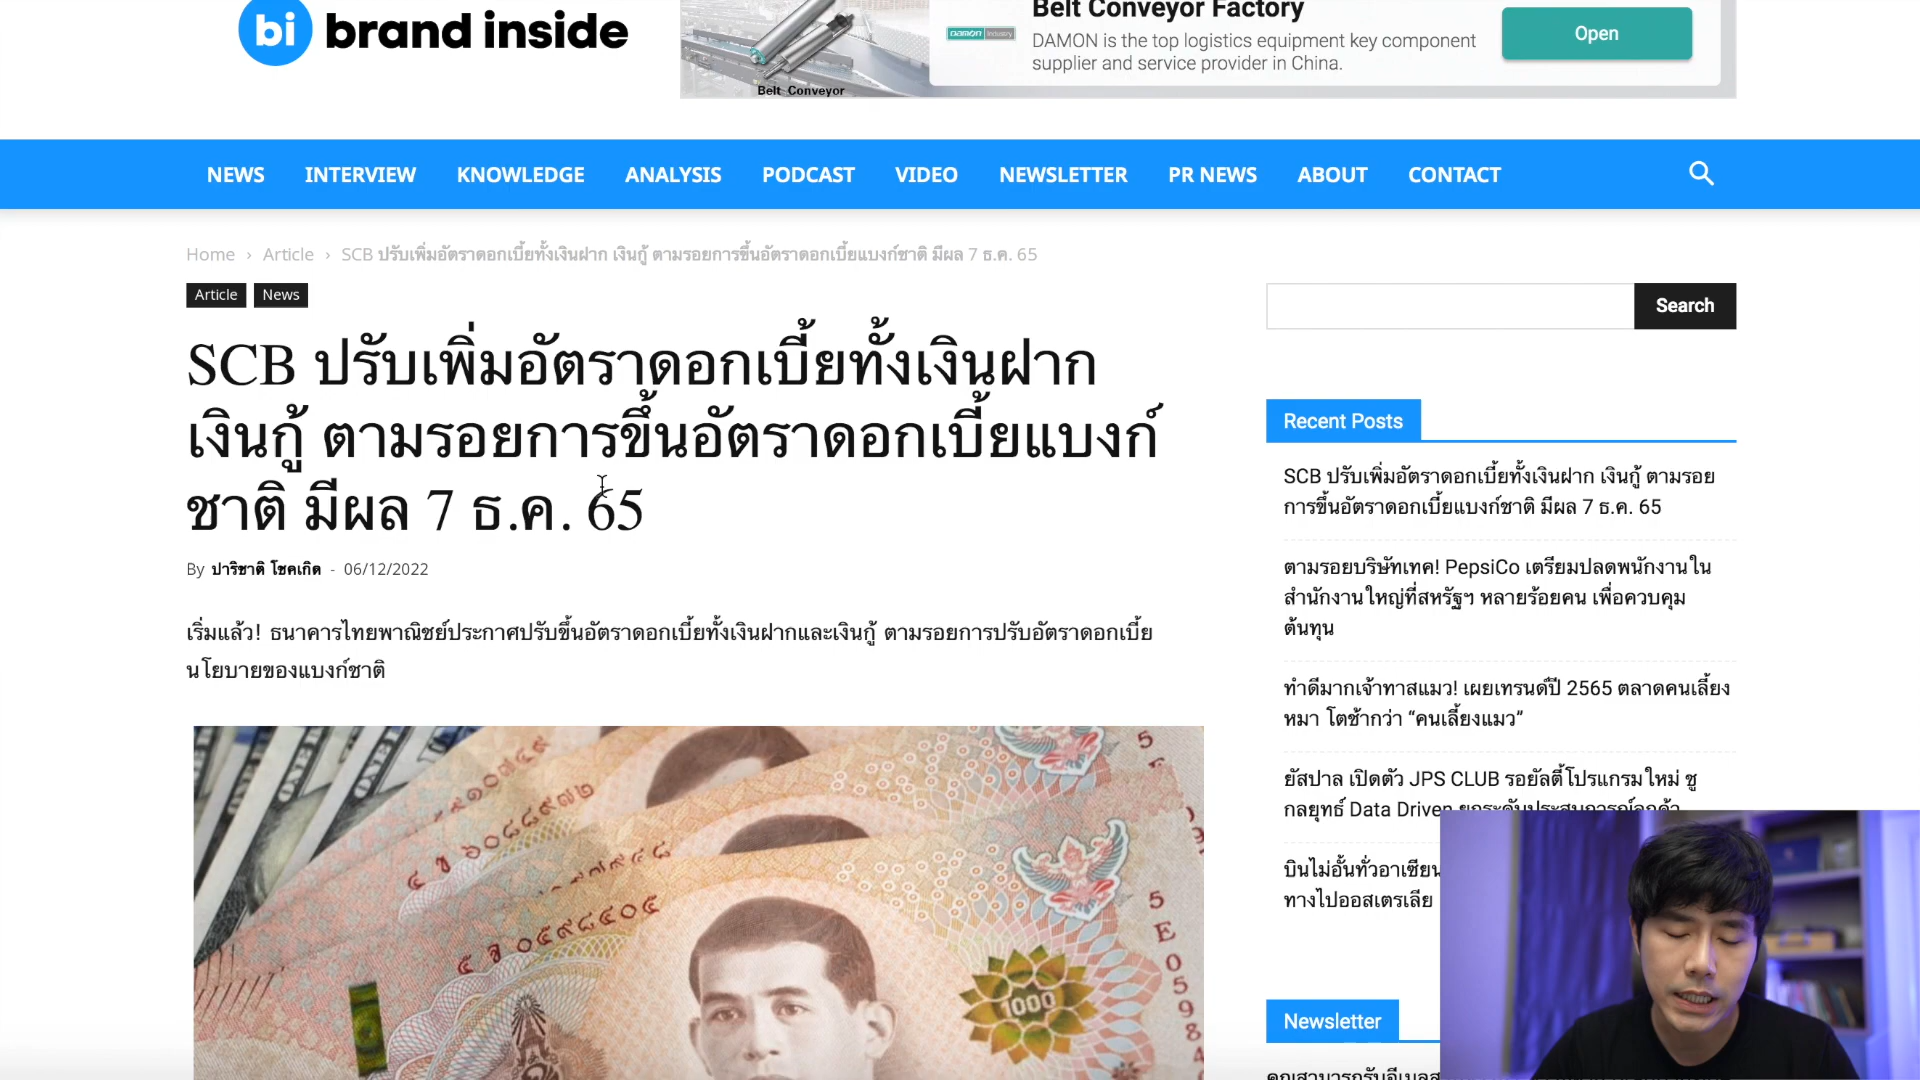 bi brand inside
Belt Conveyor Factory
DAMON Industry
DAMON is the top logistics equipment key component
supplier and service provider in China.
Open
Belt Conveyor
NEWS INTERVIEW KNOWLEDGE ANALYSIS PODCAST VIDEO NEWSLETTER PR NEWS ABOUT CONTACT
Home › Article › SCB ปรับเพิ่มอัตราดอกเบี้ยทั้งเงินฝาก เงินกู้ ตามรอยการขึ้นอัตราดอกเบี้ยแบงก์ชาติ มีผล 7 ธ.ค. 65
Article News
SCB ปรับเพิ่มอัตราดอกเบี้ยทั้งเงินฝาก
เงินกู้ ตามรอยการขึ้นอัตราดอกเบี้ยแบงก์
ชาติ มีผล 7 ธ.ค. 65
By ปาริชาติ โชคเกิด - 06/12/2022
เริ่มแล้ว! ธนาคารไทยพาณิชย์ประกาศปรับขึ้นอัตราดอกเบี้ยทั้งเงินฝากและเงินกู้ ตามรอยการปรับอัตราดอกเบี้ย
นโยบายของแบงก์ชาติ
1000
Search
Recent Posts
SCB ปรับเพิ่มอัตราดอกเบี้ยทั้งเงินฝาก เงินกู้ ตามรอย
การขึ้นอัตราดอกเบี้ยแบงก์ชาติ มีผล 7 ธ.ค. 65
ตามรอยบริษัทเทค! PepsiCo เตรียมปลดพนักงานใน
สำนักงานใหญ่ที่สหรัฐฯ หลายร้อยคน เพื่อควบคุม
ต้นทุน
ทำดีมากเจ้าทาสแมว! เผยเทรนด์ปี 2565 ตลาดคนเลี้ยง
หมา โตช้ากว่า “คนเลี้ยงแมว”
ยัสปาล เปิดตัว JPS CLUB รอยัลตี้โปรแกรมใหม่ ชู
กลยุทธ์ Data Driven ยกระดับประสบการณ์ลูกค้า
บินไม่อั้นทั่วอาเซียน
ทางไปออสเตรเลีย
Newsletter